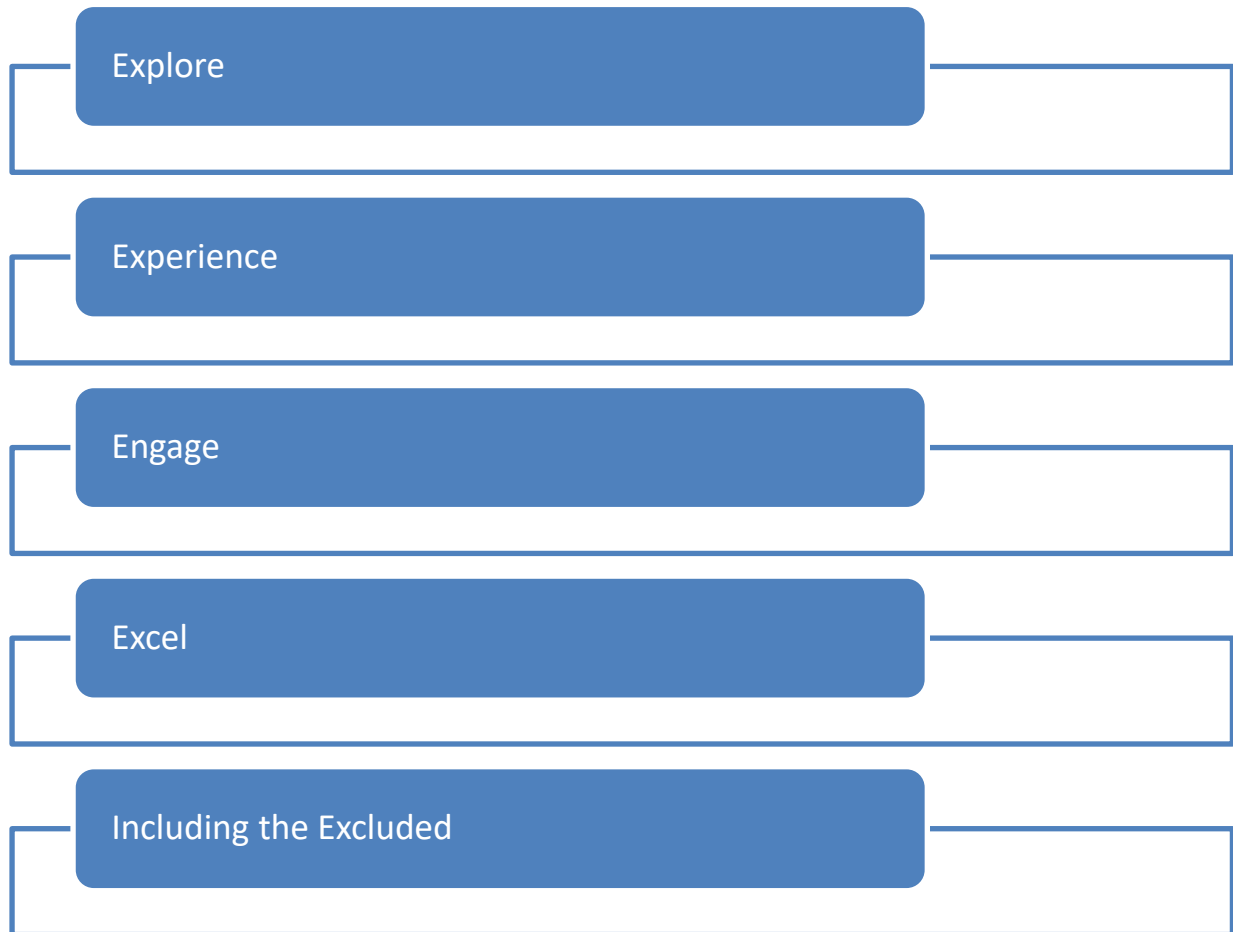 Explore
Experience
Engage
Excel
Including the Excluded